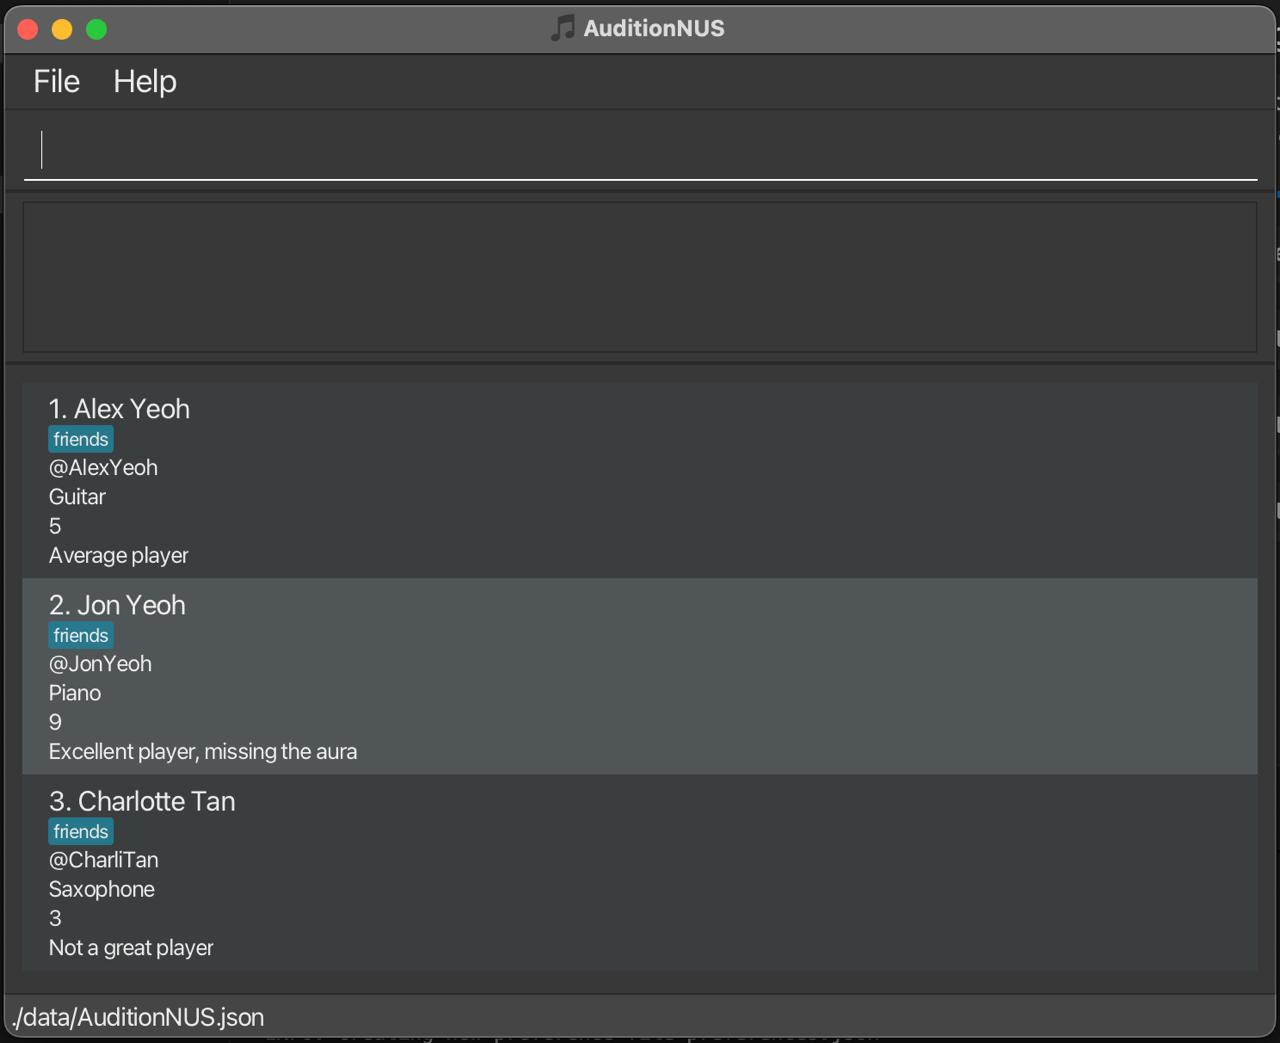 AuditionNUS
File Help
1. Alex Yeoh
friends
@AlexYeoh
Guitar
5
Average player
2. Jon Yeoh
friends
@JonYeoh
Piano
9
Excellent player, missing the aura
3. Charlotte Tan
friends
@CharliTan
Saxophone
3
Not a great player
./data/AuditionNUS.json